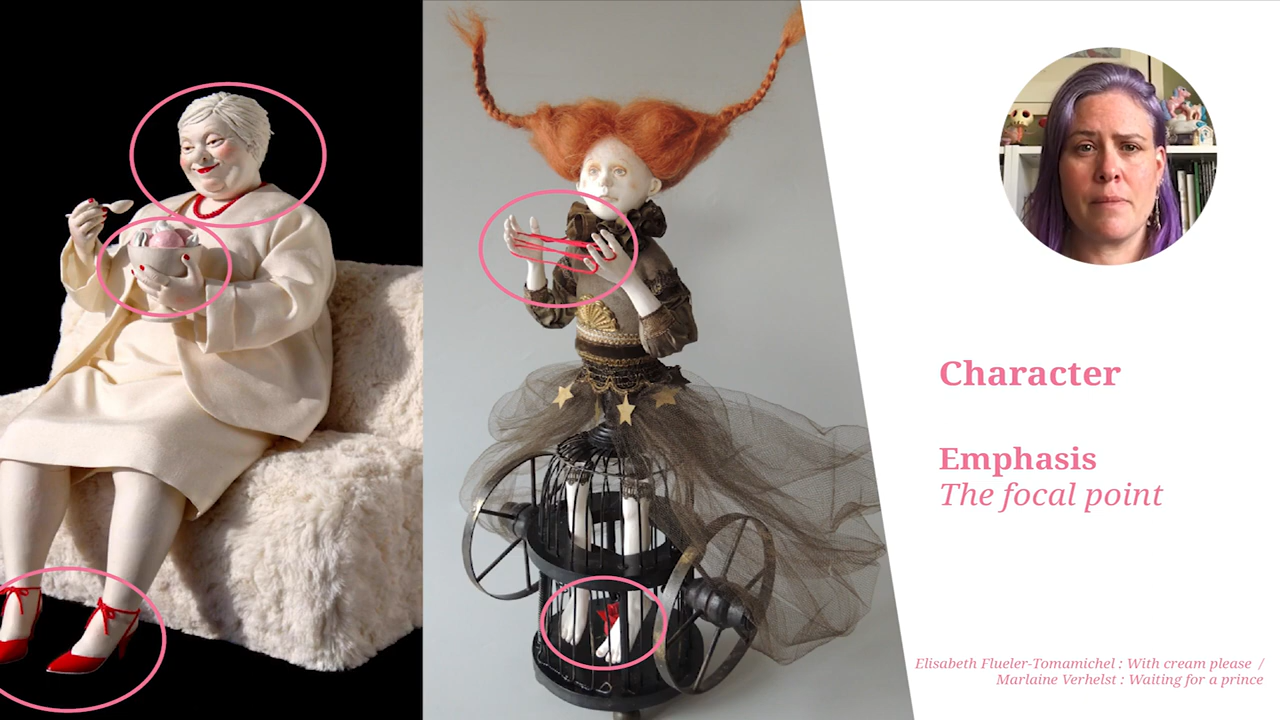 Character
Emphasis
The focal point
Elisabeth Flueler-Tomamichel : With cream please /
Marlaine Verhelst : Waiting for a prince